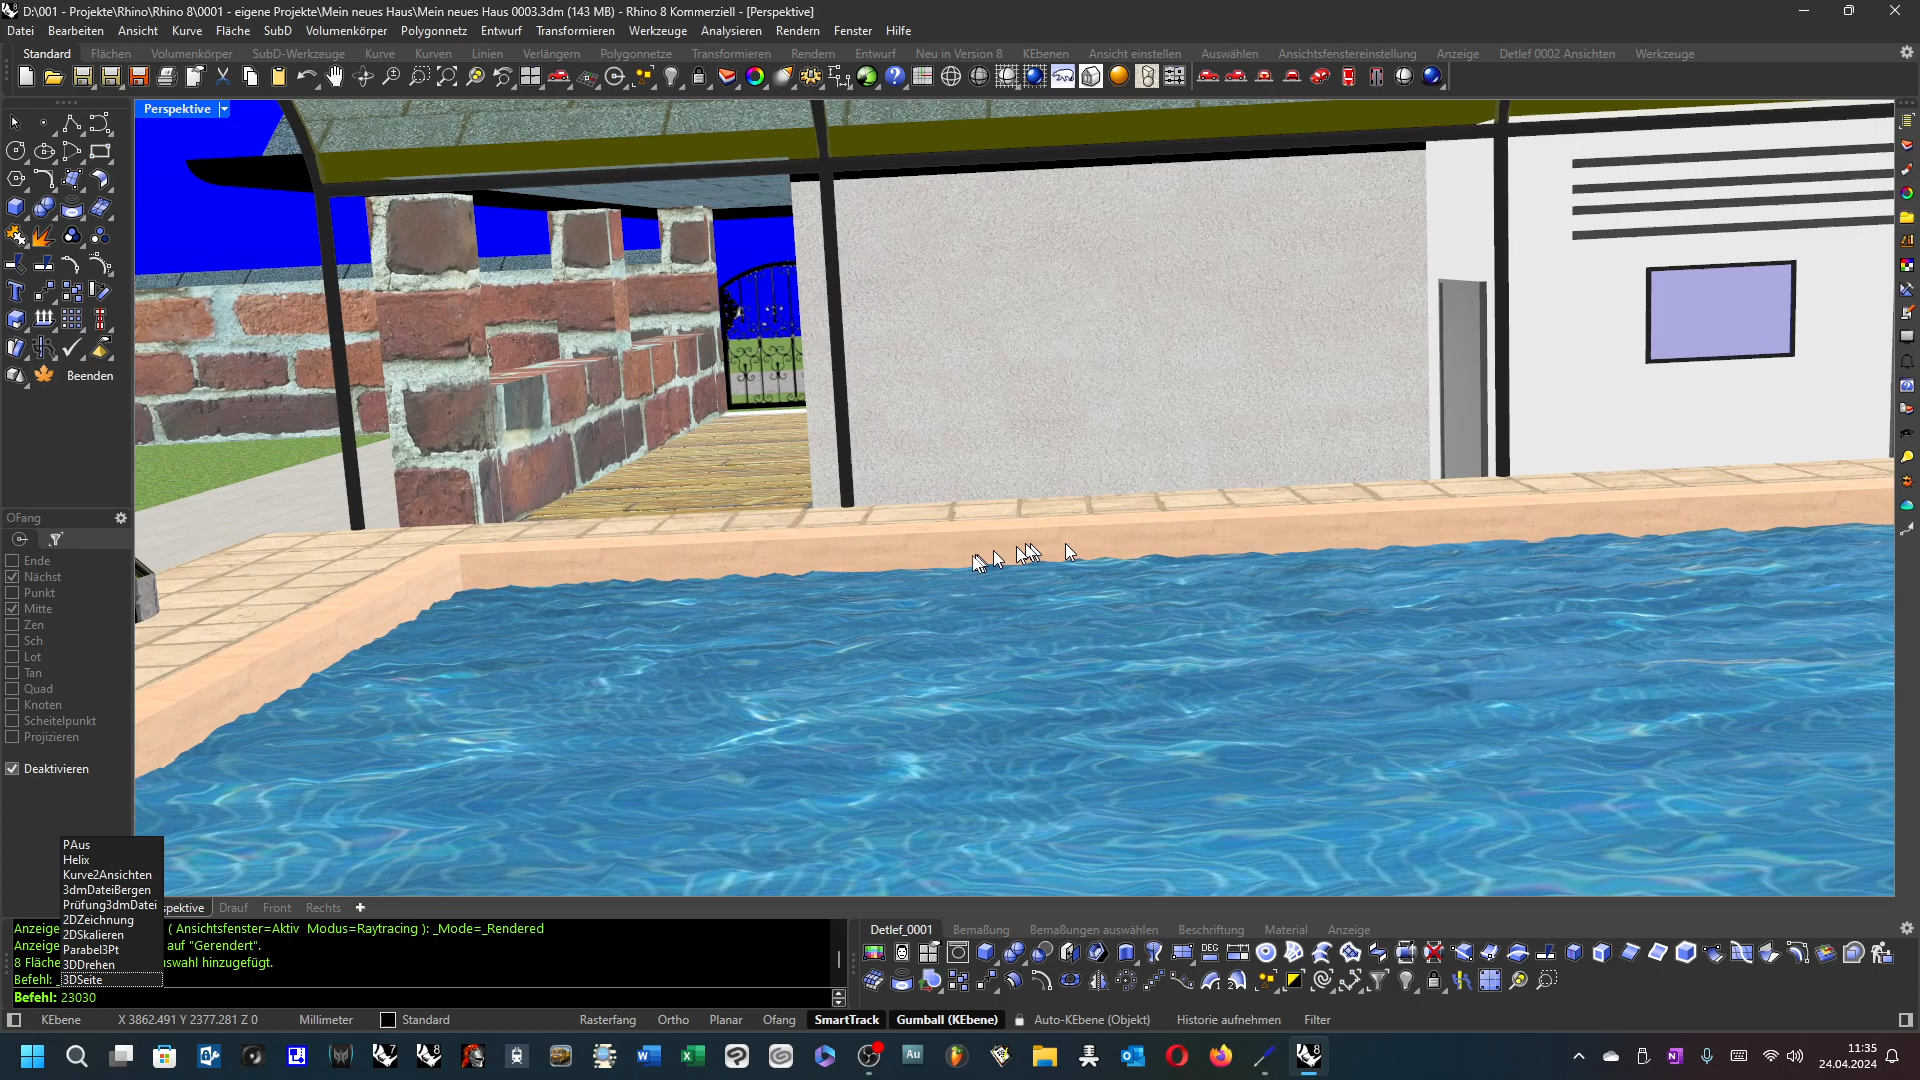 D:\001 - Projekte\Rhino\Rhino 8\0001 - eigene Projekte\Mein neues Haus\Mein neues Haus 0003.3dm (143 MB) - Rhino 8 Kommerziell - [Perspektive]
Datei Bearbeiten Ansicht Kurve Fläche SubD Volumenkörper Polygonnetz Entwurf Transformieren Werkzeuge Analysieren Rendern Fenster Hilfe
Standard Flächen Volumenkörper SubD-Werkzeuge Kurve Kurven Linien Verlängern Polygonnetze Transformieren Rendern Entwurf Neu in Version 8 KEbenen Ansicht einstellen Auswählen Ansichtsfenstereinstellung Anzeige Detlef 0002 Ansichten Werkzeuge
Perspektive
Beenden
OFang
Ende
Nächst
Punkt
Mitte
Zen
Sch
Lot
Tan
Quad
Knoten
Scheitelpunkt
Projizieren
Deaktivieren
PAus
Helix
Kurve2Ansichten
3dmDateiBergen
Prüfung3dmDatei
2DZeichnung
2DSkalieren
Parabel3Pt
3DDrehen
3DSeite
spektive Drauf Front Rechts
Anzeige ( Ansichtsfenster=Aktiv Modus=Raytracing ): _Mode=_Rendered
Anzeige auf "Gerendert".
8 Fläche swahl hinzugefügt.
Befehl:
Befehl: 23030
Detlef_0001 Bemaßung Bemaßungen auswählen Beschriftung Material Anzeige
DEG
KEbene X 3862.491 Y 2377.281 Z 0 Millimeter Standard Rasterfang Ortho Planar Ofang SmartTrack Gumball (KEbene) Auto-KEbene (Objekt) Historie aufnehmen Filter
11:35
24.04.2024